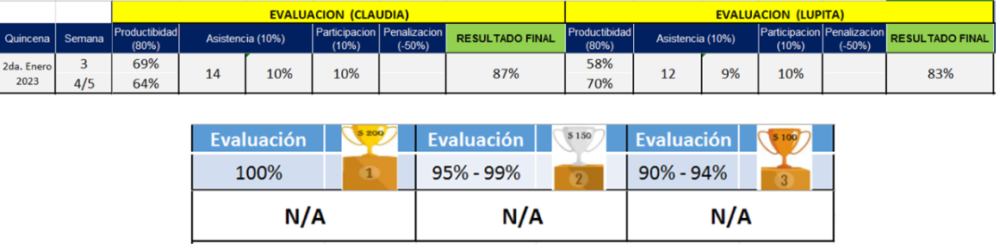 EVALUACION (CLAUDIA) EVALUACION (LUPITA)
Quincena Semana Productibidad (80%) Asistencia (10%) Participacion (10%) Penalizacion (-50%) RESULTADO FINAL Productibidad (80%) Asistencia (10%) Participacion (10%) Penalizacion (-50%) RESULTADO FINAL
2da. Enero 2023 3 69% 14 10% 10% 87% 58% 12 9% 10% 83%
4/5 64% 70%
Evaluación $ 200 Evaluación $ 150 Evaluación $ 100
100% 1 95% - 99% 2 90% - 94% 3
N/A N/A N/A